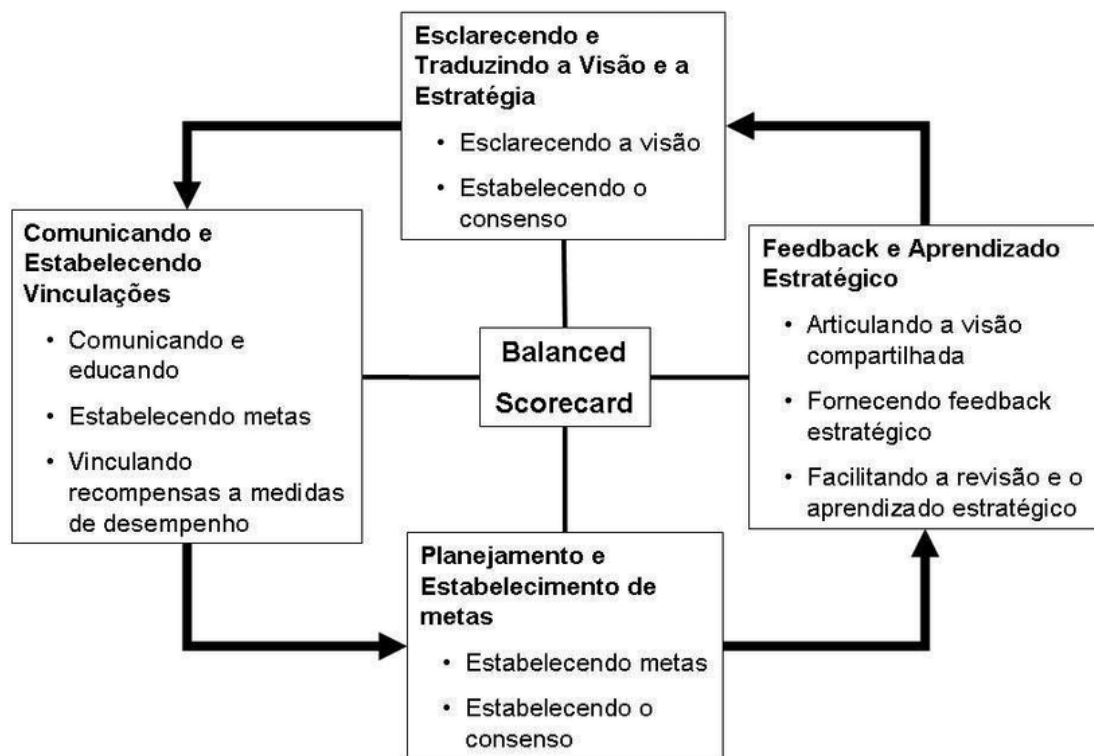 Esclarecendo e
Traduzindo a Visão e a
Estratégia
• Esclarecendo a visão
• Estabelecendo o
consenso
Comunicando e
Estabelecendo
Vinculações
• Comunicando e
educando
• Estabelecendo metas
• Vinculando
recompensas a medidas
de desempenho
Balanced
Scorecard
Feedback e Aprendizado
Estratégico
• Articulando a visão
compartilhada
• Fornecendo feedback
estratégico
• Facilitando a revisão e o
aprendizado estratégico
Planejamento e
Estabelecimento de
metas
• Estabelecendo metas
• Estabelecendo o
consenso